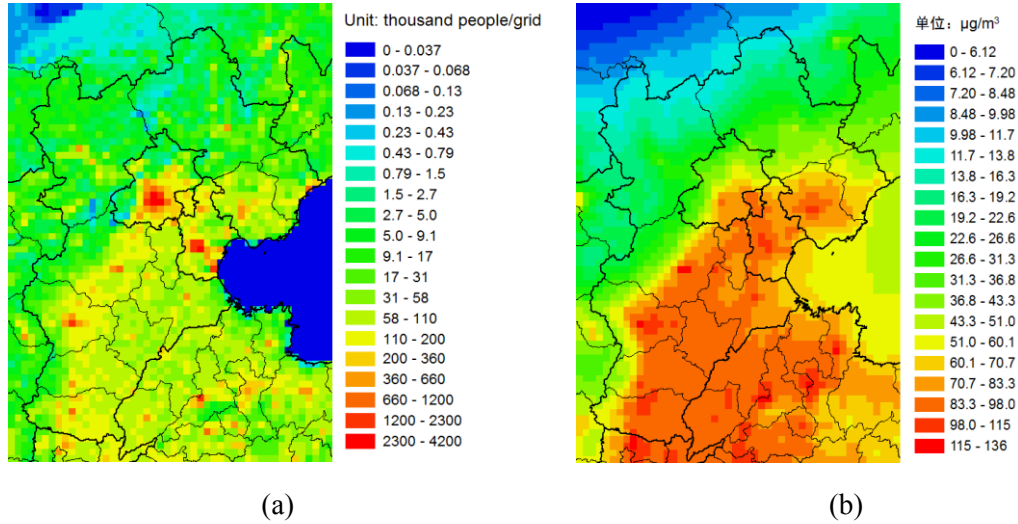 Unit: thousand people/grid
0 - 0.037
0.037 - 0.068
0.068 - 0.13
0.13 - 0.23
0.23 - 0.43
0.43 - 0.79
0.79 - 1.5
1.5 - 2.7
2.7 - 5.0
5.0 - 9.1
9.1 - 17
17 - 31
31 - 58
58 - 110
110 - 200
200 - 360
360 - 660
660 - 1200
1200 - 2300
2300 - 4200
(a)
单位：μg/m³
0 - 6.12
6.12 - 7.20
7.20 - 8.48
8.48 - 9.98
9.98 - 11.7
11.7 - 13.8
13.8 - 16.3
16.3 - 19.2
19.2 - 22.6
22.6 - 26.6
26.6 - 31.3
31.3 - 36.8
36.8 - 43.3
43.3 - 51.0
51.0 - 60.1
60.1 - 70.7
70.7 - 83.3
83.3 - 98.0
98.0 - 115
115 - 136
(b)